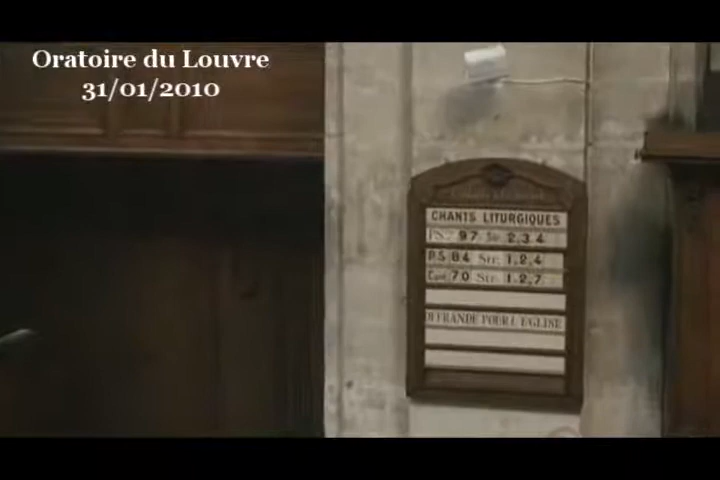 Oratoire du Louvre
31/01/2010
CHANTS LITURGIQUES
PS. 97 Str. 2,3,4
PS 84 Str. 1,2,4
Cant 70 Str. 1,2,7
OFFRANDE POUR L'EGLISE